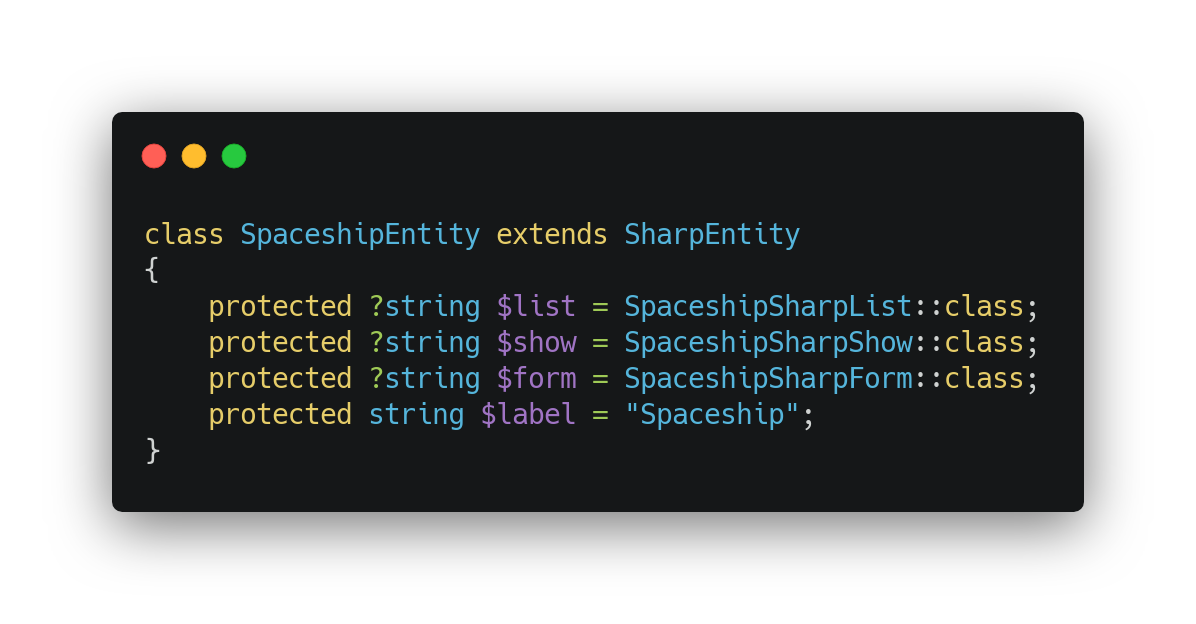 class SpaceshipEntity extends SharpEntity
{
    protected ?string $list = SpaceshipSharpList::class;
    protected ?string $show = SpaceshipSharpShow::class;
    protected ?string $form = SpaceshipSharpForm::class;
    protected string $label = "Spaceship";
}